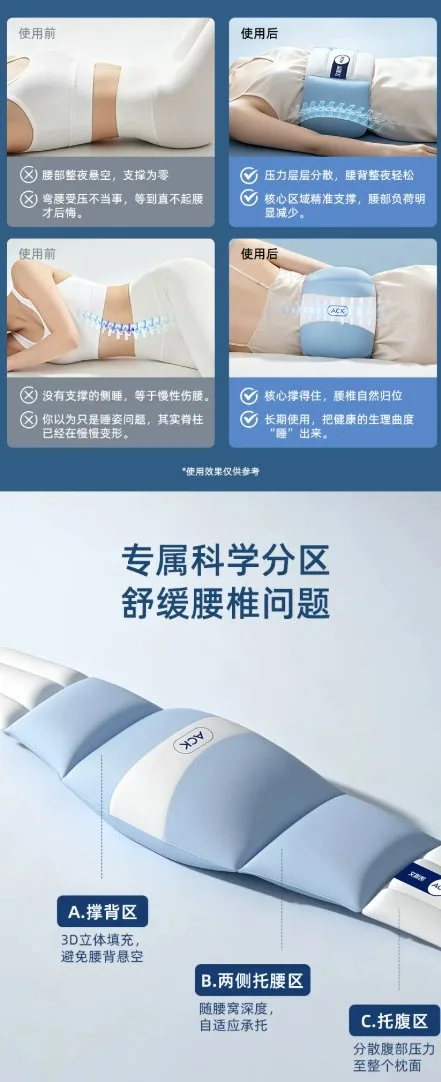 使用前
使用后
腰部整夜悬空，支撑为零
弯腰受压不当事，等到直不起腰
才后悔。
压力层层分散，腰背整夜轻松
核心区域精准支撑，腰部负荷明
显减少。
使用前
使用后
ACK
没有支撑的侧睡，等于慢性伤腰。
你以为只是睡姿问题，其实脊柱
已经在慢慢变形。
核心撑得住，腰椎自然归位
长期使用，把健康的生理曲度
“睡”出来。
*使用效果仅供参考
专属科学分区
舒缓腰椎问题
ACK
A.撑背区
3D立体填充，
避免腰背悬空
B.两侧托腰区
随腰窝深度，
自适应承托
C.托腹区
分散腹部压力
至整个枕面